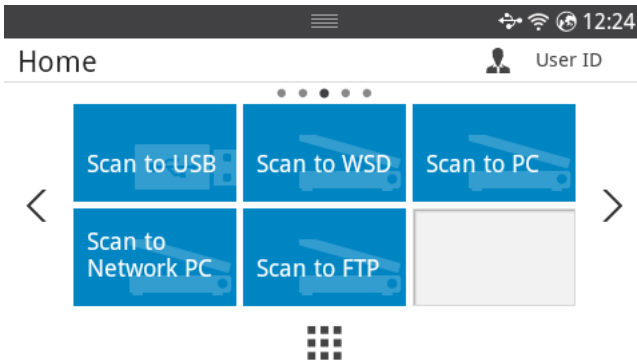 12:24
Home
User ID
Scan to USB
Scan to WSD
Scan to PC
Scan to
Network PC
Scan to FTP